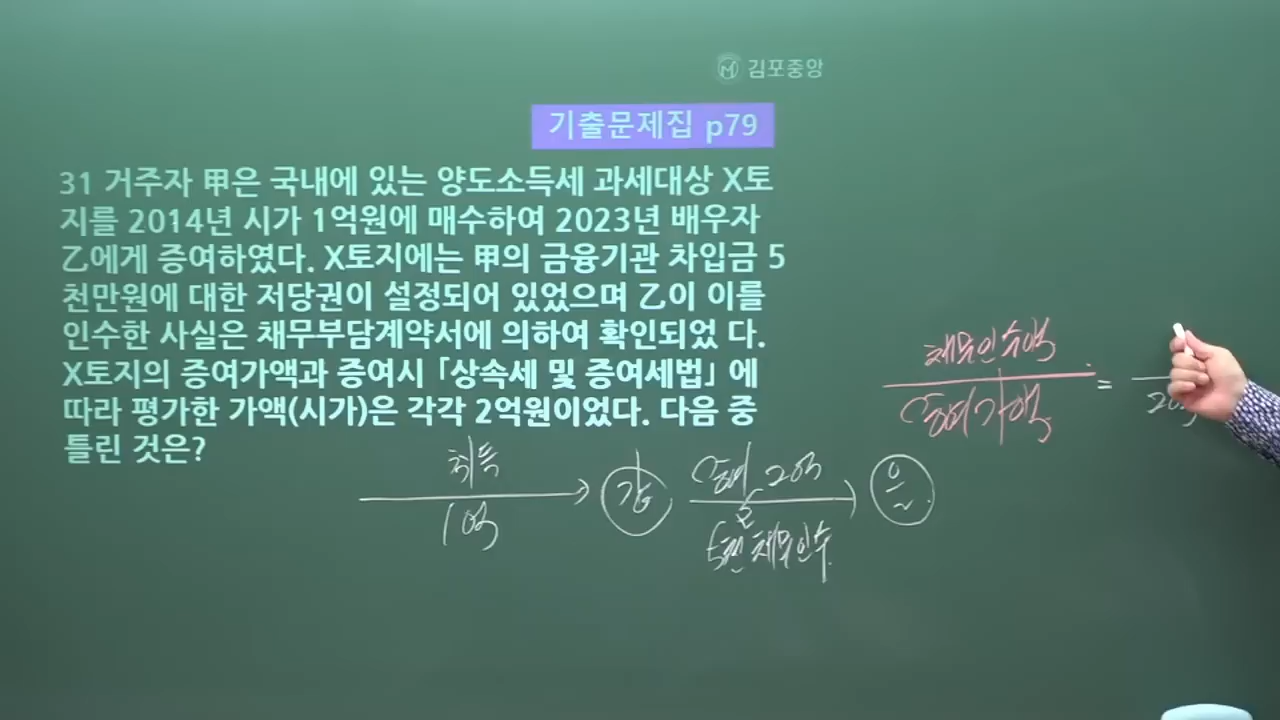 김포중앙
기출문제집 p79
31 거주자 甲은 국내에 있는 양도소득세 과세대상 X토
지를 2014년 시가 1억원에 매수하여 2023년 배우자
乙에게 증여하였다. X토지에는 甲의 금융기관 차입금 5
천만원에 대한 저당권이 설정되어 있었으며 乙이 이를
인수한 사실은 채무부담계약서에 의하여 확인되었 다.
X토지의 증여가액과 증여시 「상속세 및 증여세법」 에
따라 평가한 가액(시가)은 각각 2억원이었다. 다음 중
틀린 것은?
채무인수액
증여가액
=
2억
취득
1억
갑
증여 2억
5천 채무인수
을